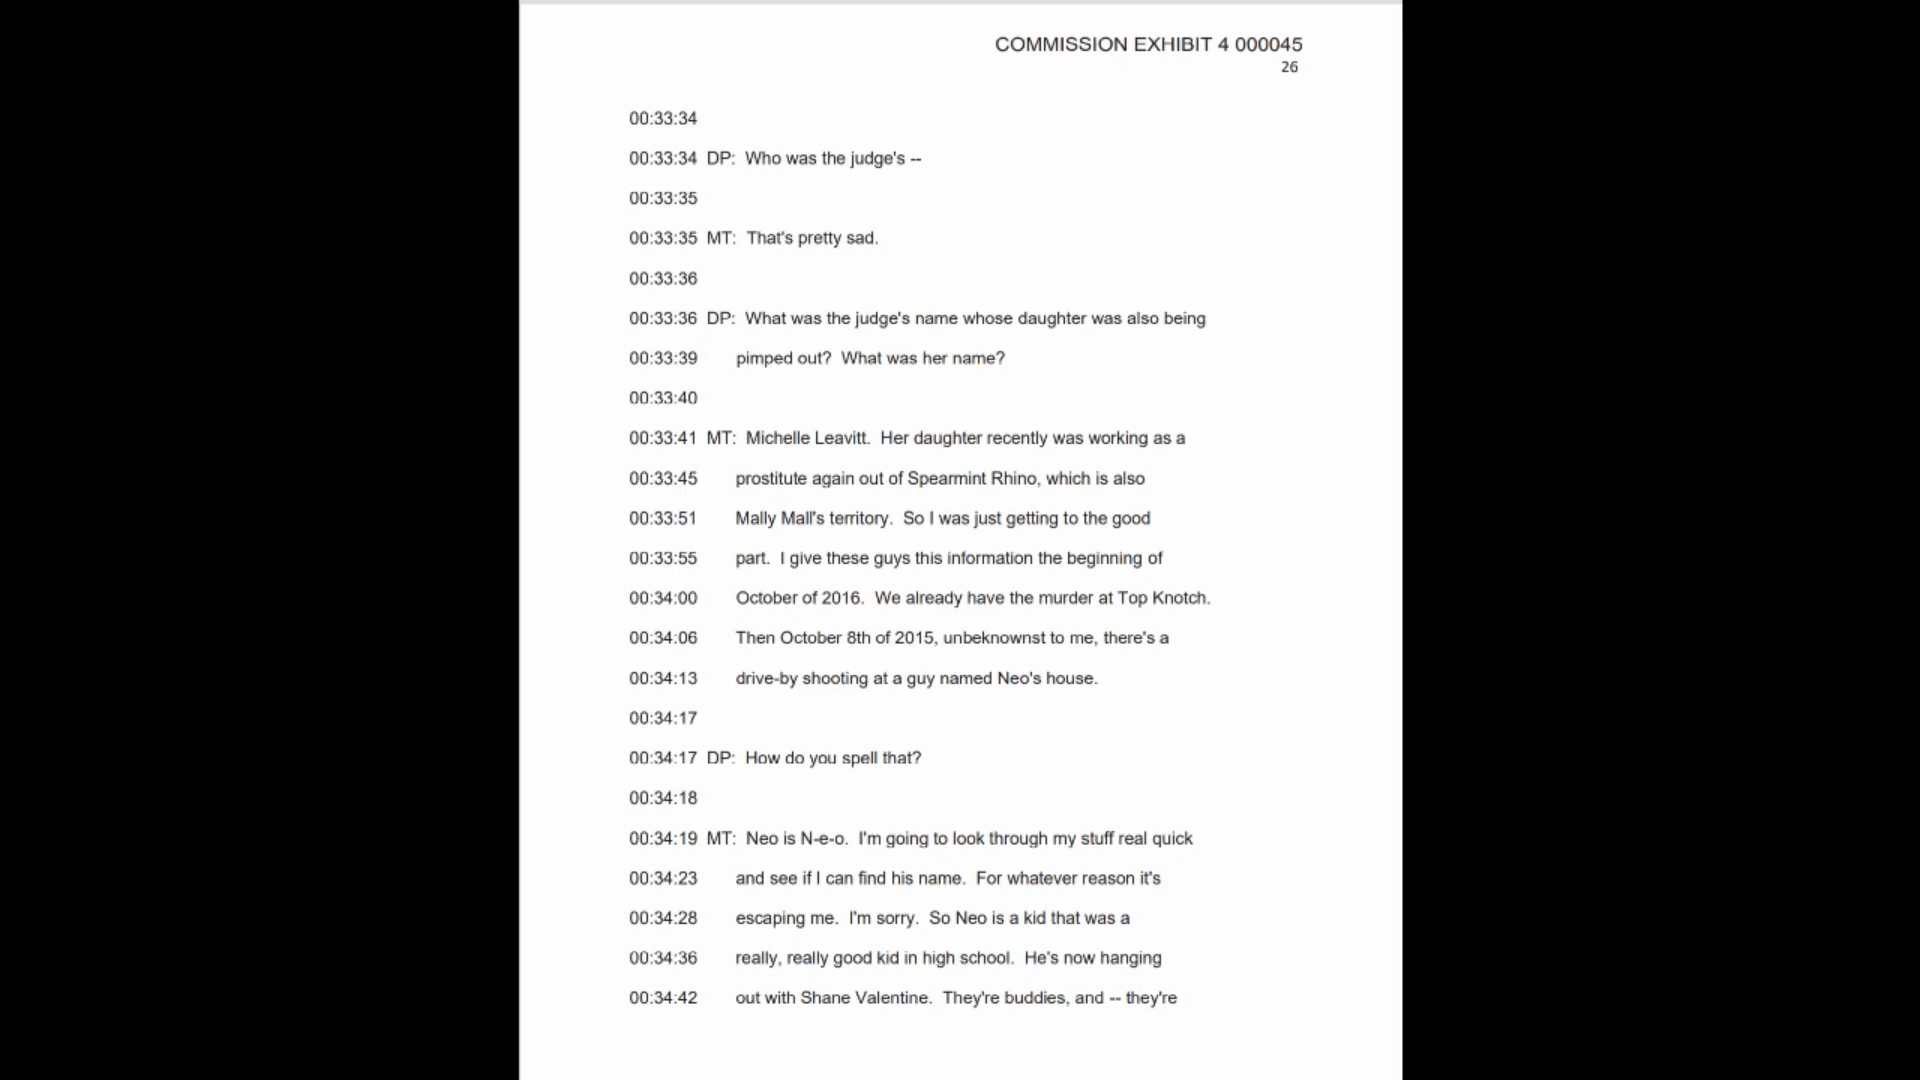 COMMISSION EXHIBIT 4 000045
26
00:33:34
00:33:34 DP: Who was the judge's --
00:33:35
00:33:35 MT: That's pretty sad.
00:33:36
00:33:36 DP: What was the judge's name whose daughter was also being
00:33:39 pimped out? What was her name?
00:33:40
00:33:41 MT: Michelle Leavitt. Her daughter recently was working as a
00:33:45 prostitute again out of Spearmint Rhino, which is also
00:33:51 Mally Mall's territory. So I was just getting to the good
00:33:55 part. I give these guys this information the beginning of
00:34:00 October of 2016. We already have the murder at Top Knotch.
00:34:06 Then October 8th of 2015, unbeknownst to me, there's a
00:34:13 drive-by shooting at a guy named Neo's house.
00:34:17
00:34:17 DP: How do you spell that?
00:34:18
00:34:19 MT: Neo is N-e-o. I'm going to look through my stuff real quick
00:34:23 and see if I can find his name. For whatever reason it's
00:34:28 escaping me. I'm sorry. So Neo is a kid that was a
00:34:36 really, really good kid in high school. He's now hanging
00:34:42 out with Shane Valentine. They're buddies, and -- they're